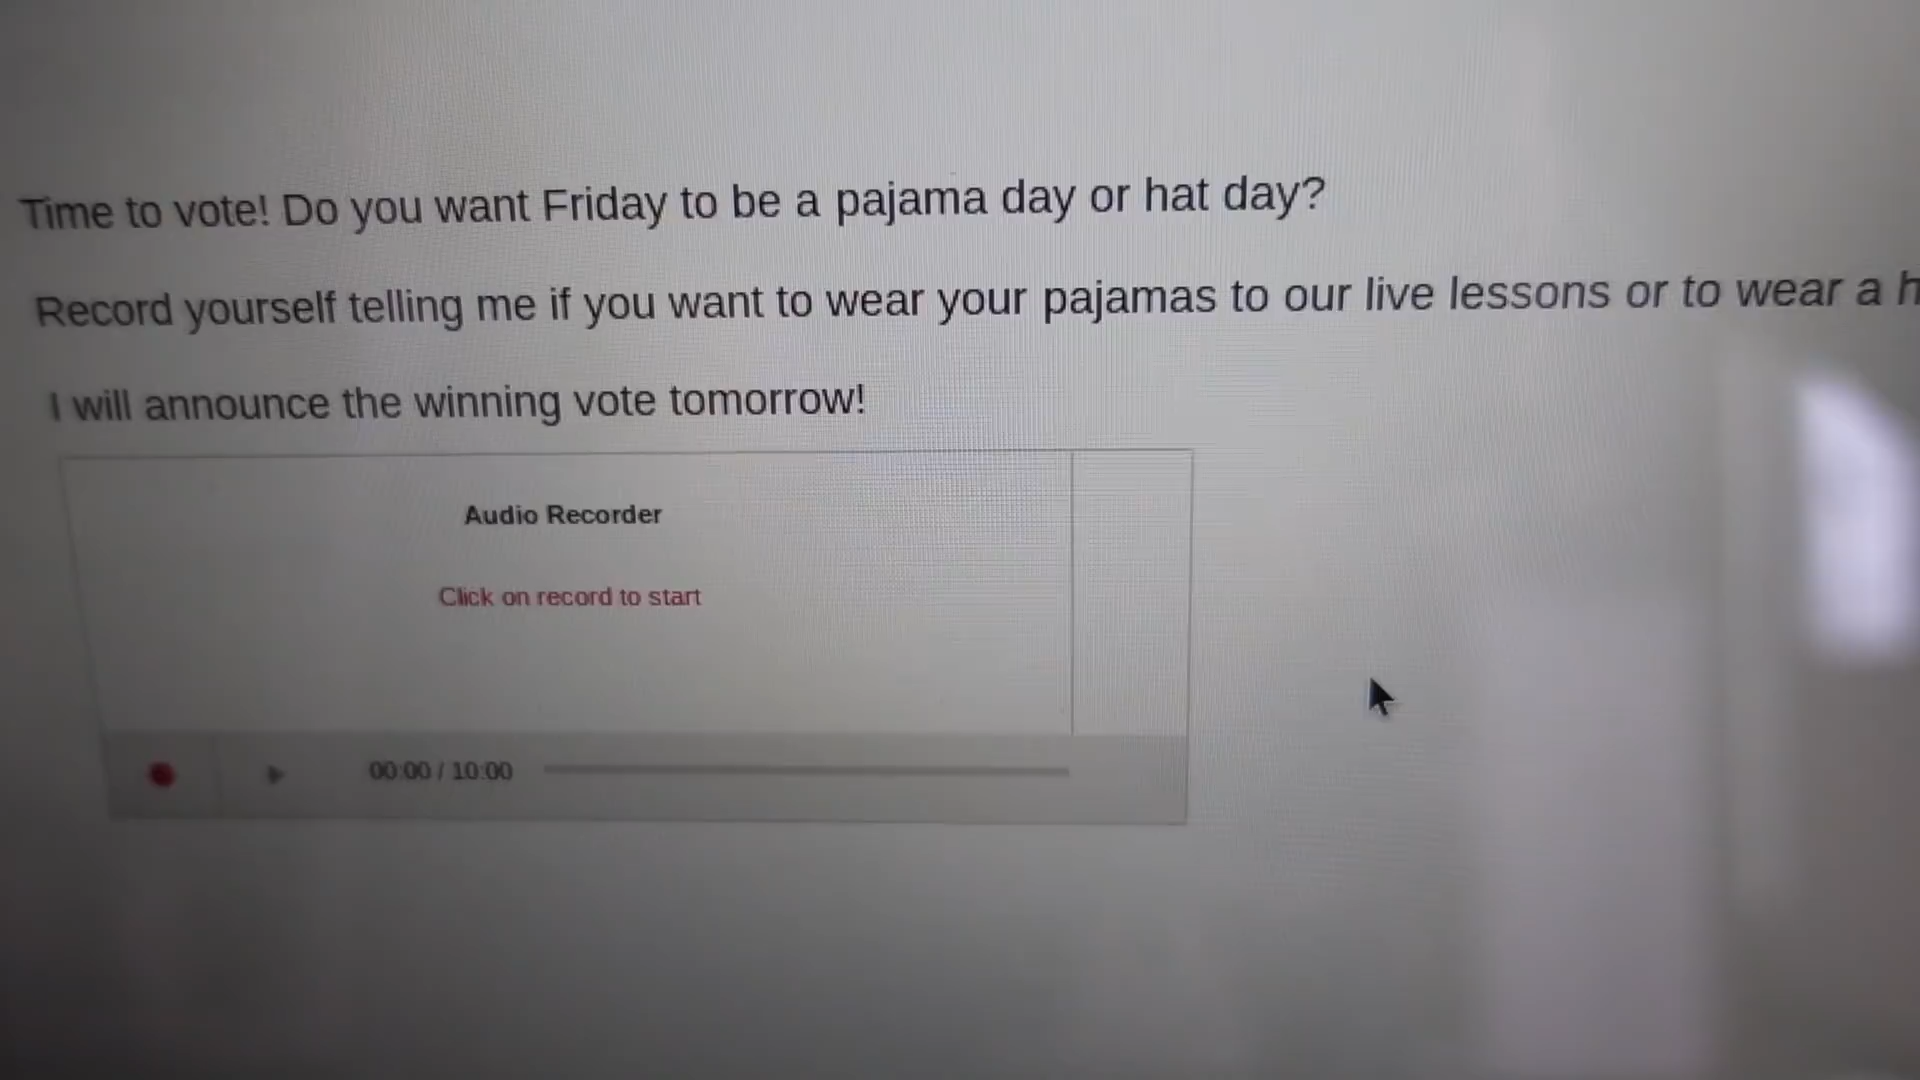 Time to vote! Do you want Friday to be a pajama day or hat day?
Record yourself telling me if you want to wear your pajamas to our live lessons or to wear a
I will announce the winning vote tomorrow!
Audio Recorder
Click on record to start
00:00 / 10:00